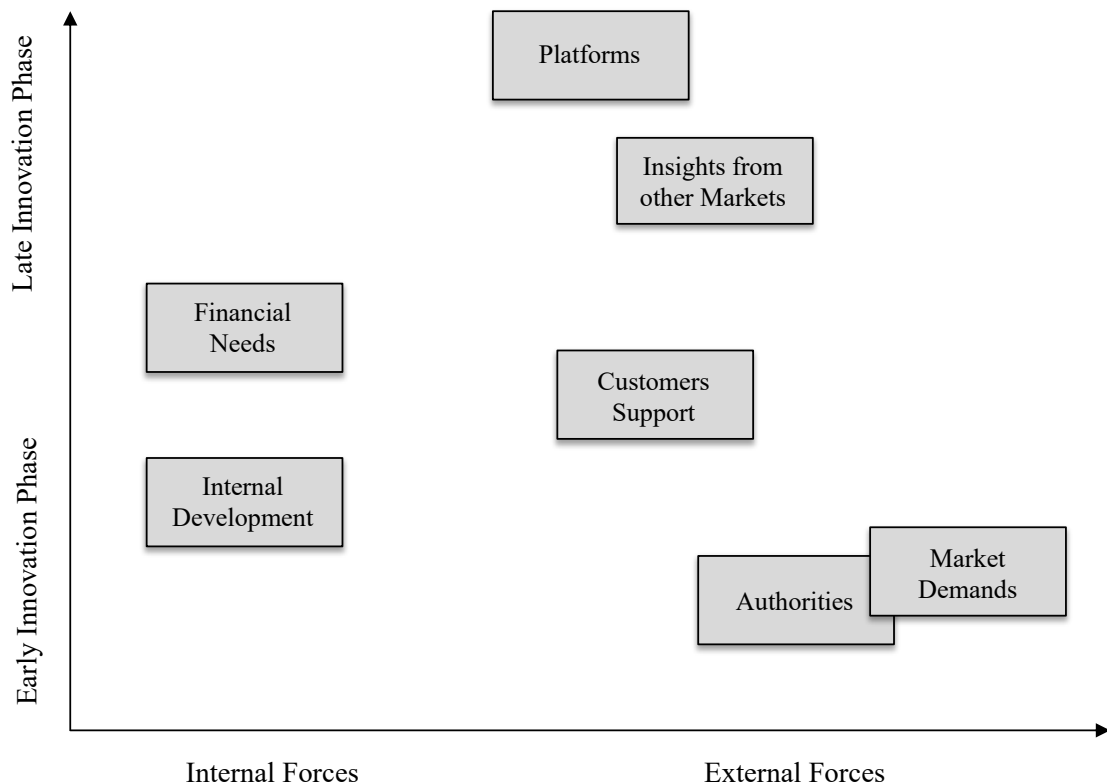 Late Innovation Phase
Early Innovation Phase
Platforms
Insights from
other Markets
Financial
Needs
Customers
Support
Internal
Development
Market
Demands
Authorities
Internal Forces
External Forces